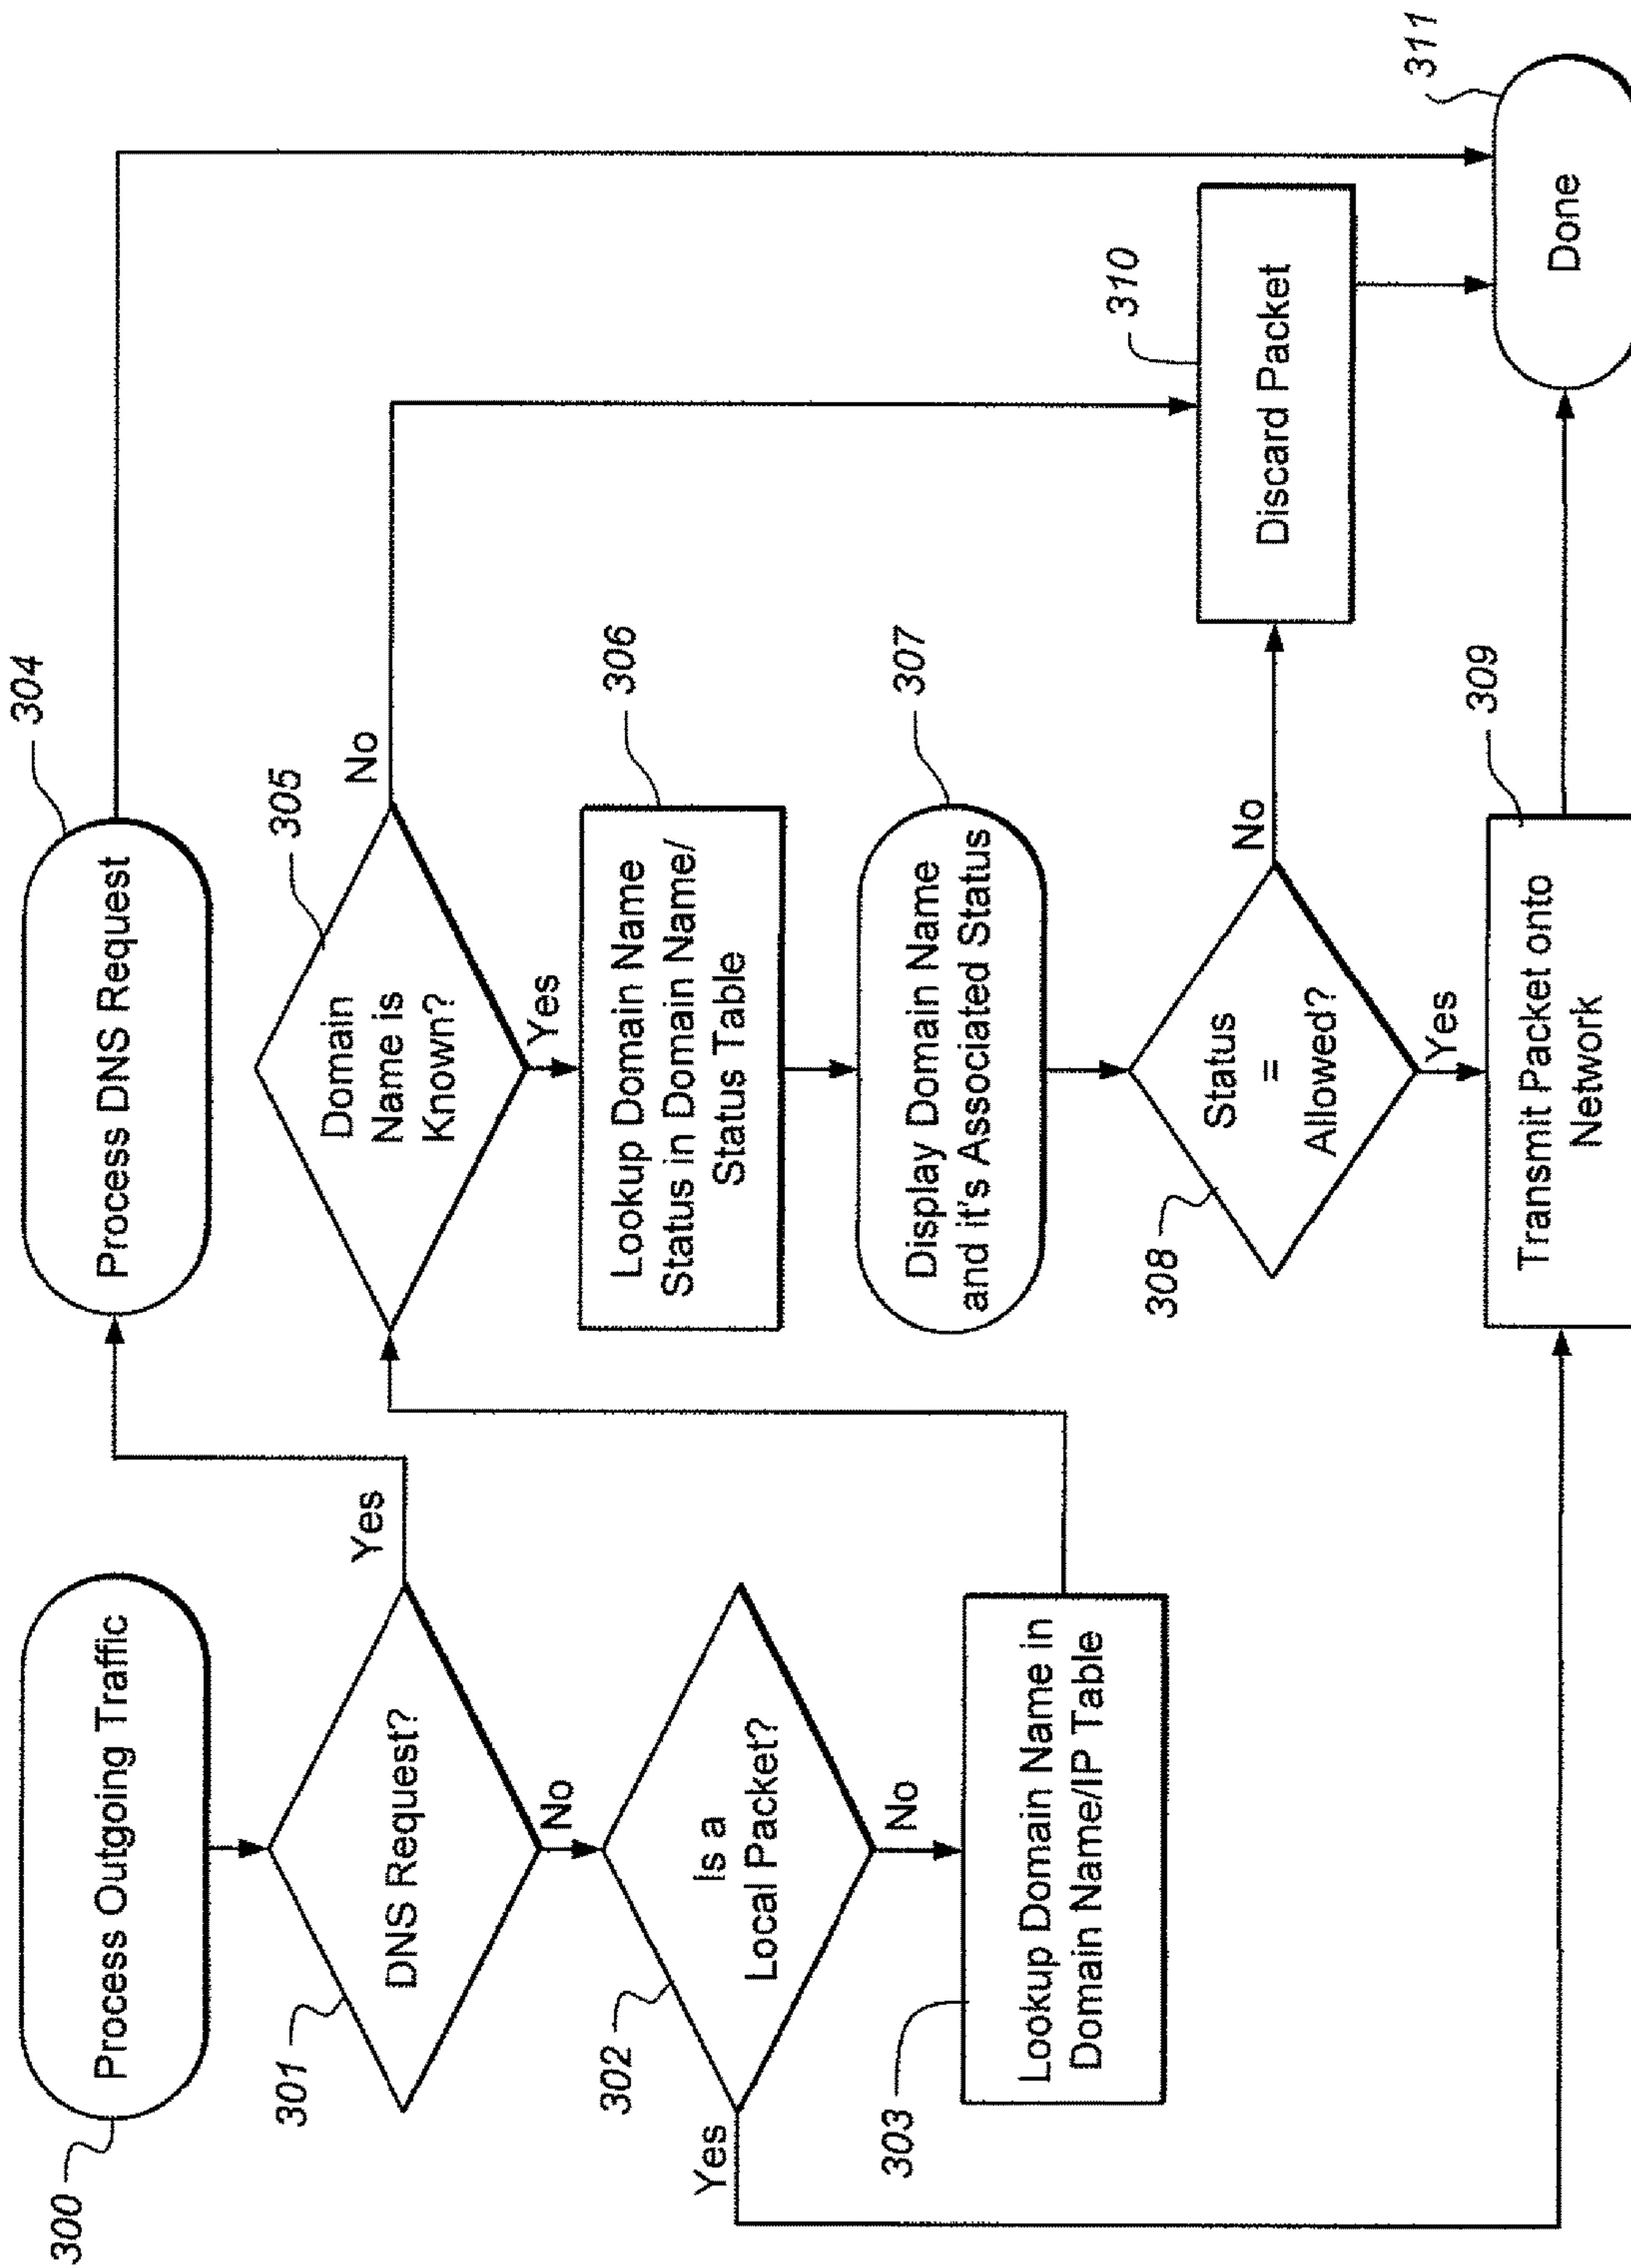 300
Process Outgoing Traffic
301
DNS Request?
Yes
No
302
Is a
Local Packet?
Yes
No
303
Lookup Domain Name in
Domain Name/IP Table
304
Process DNS Request
305
Domain
Name is
Known?
No
Yes
306
Lookup Domain Name
Status in Domain Name/
Status Table
307
Display Domain Name
and it's Associated Status
308
Status
=
Allowed?
No
Yes
309
Transmit Packet onto
Network
310
Discard Packet
311
Done